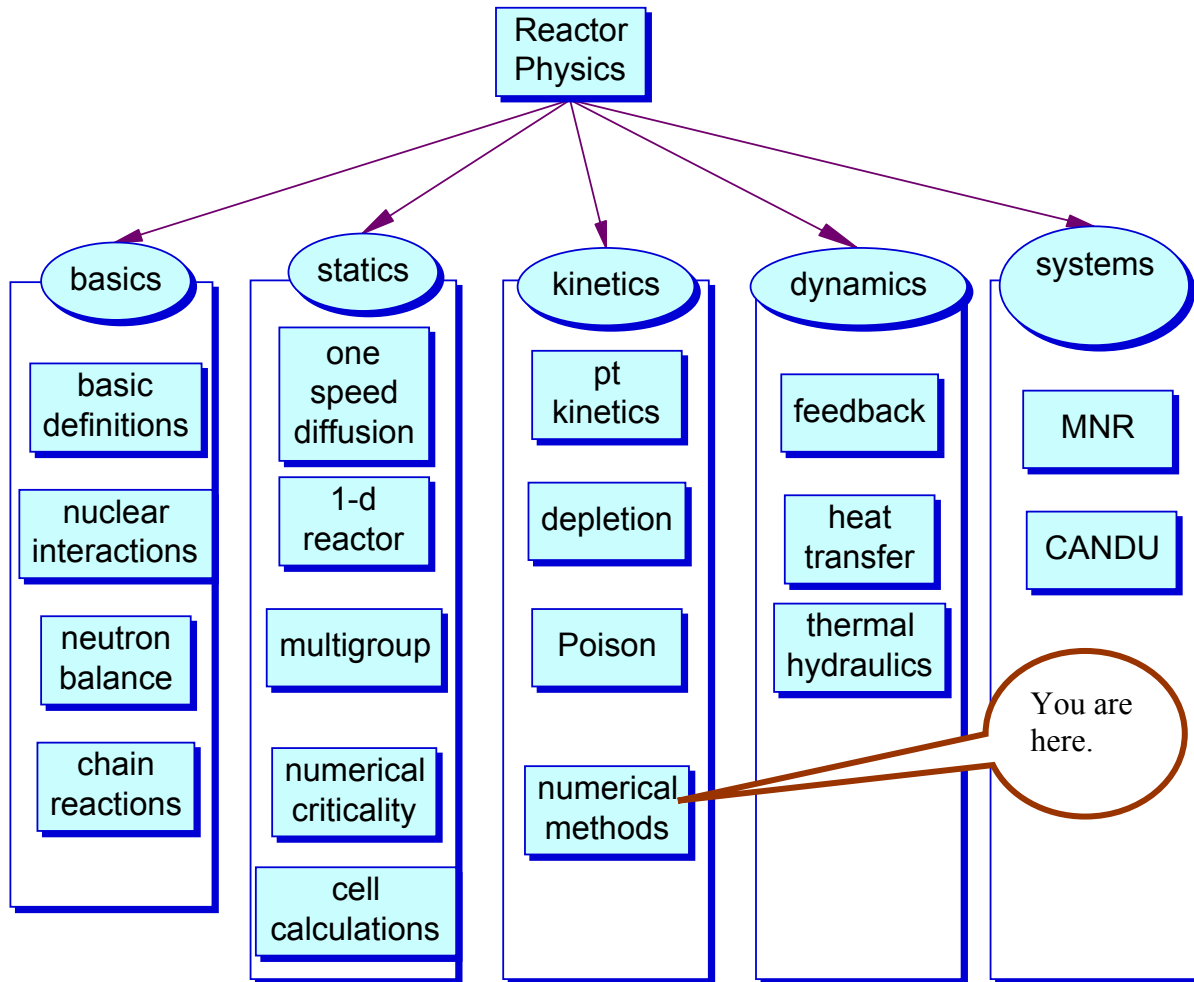 Reactor
Physics
basics
statics
kinetics
dynamics
systems
basic
definitions
nuclear
interactions
neutron
balance
chain
reactions
one
speed
diffusion
1-d
reactor
multigroup
numerical
criticality
cell
calculations
pt
kinetics
depletion
Poison
numerical
methods
feedback
heat
transfer
thermal
hydraulics
MNR
CANDU
You are
here.